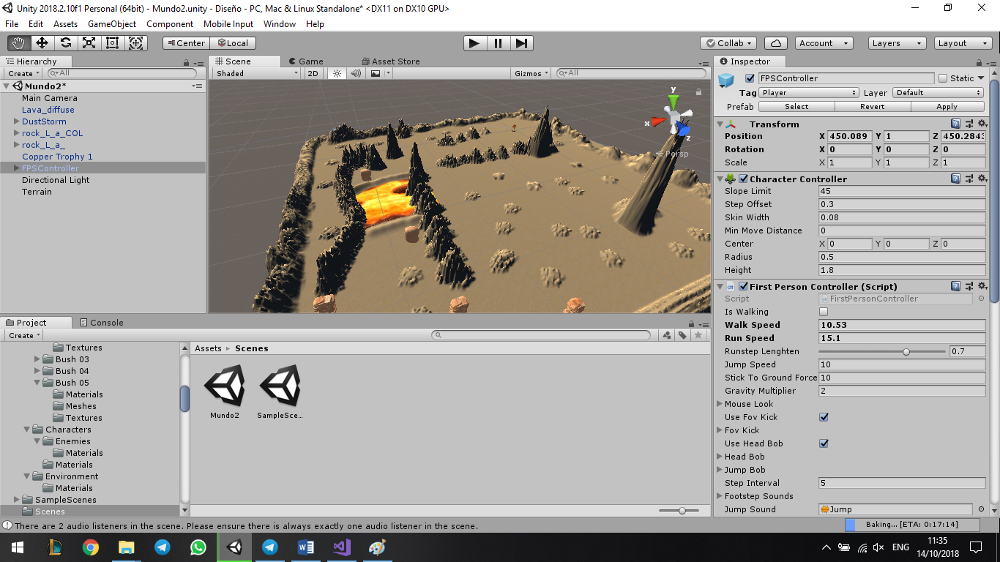 Unity 2018.2.10f1 Personal (64bit) - Mundo2.unity - Diseño - PC, Mac & Linux Standalone* <DX11 on DX10 GPU>
File Edit Assets GameObject Component Mobile Input Window Help
Center Local Collab Account Layers Layout
Hierarchy
Create All
Mundo2*
Main Camera
Lava_diffuse
DustStorm
rock_L_a_COL
rock_L_a_
Copper Trophy 1
FPSController
Directional Light
Terrain
Scene Game Asset Store
Shaded 2D Gizmos All
y
x
z
Persp
Inspector
FPSController Static
Tag Player Layer Default
Prefab Select Revert Apply
Transform
Position X 450.089 Y 1 Z 450.2843
Rotation X 0 Y 0 Z 0
Scale X 1 Y 1 Z 1
Character Controller
Slope Limit 45
Step Offset 0.3
Skin Width 0.08
Min Move Distance 0
Center X 0 Y 0 Z 0
Radius 0.5
Height 1.8
First Person Controller (Script)
Script FirstPersonController
Is Walking
Walk Speed 10.53
Run Speed 15.1
Runstep Lenghten 0.7
Jump Speed 10
Stick To Ground Force 10
Gravity Multiplier 2
Mouse Look
Use Fov Kick
Fov Kick
Use Head Bob
Head Bob
Jump Bob
Step Interval 5
Footstep Sounds
Jump Sound Jump
Project Console
Create
Textures
Bush 03
Bush 04
Bush 05
Materials
Meshes
Textures
Characters
Enemies
Materials
Materials
Environment
Materials
SampleScenes
Scenes
Assets Scenes
Mundo2 SampleSce...
There are 2 audio listeners in the scene. Please ensure there is always exactly one audio listener in the scene.
Baking... [ETA: 0:17:14]
ENG
11:35
14/10/2018